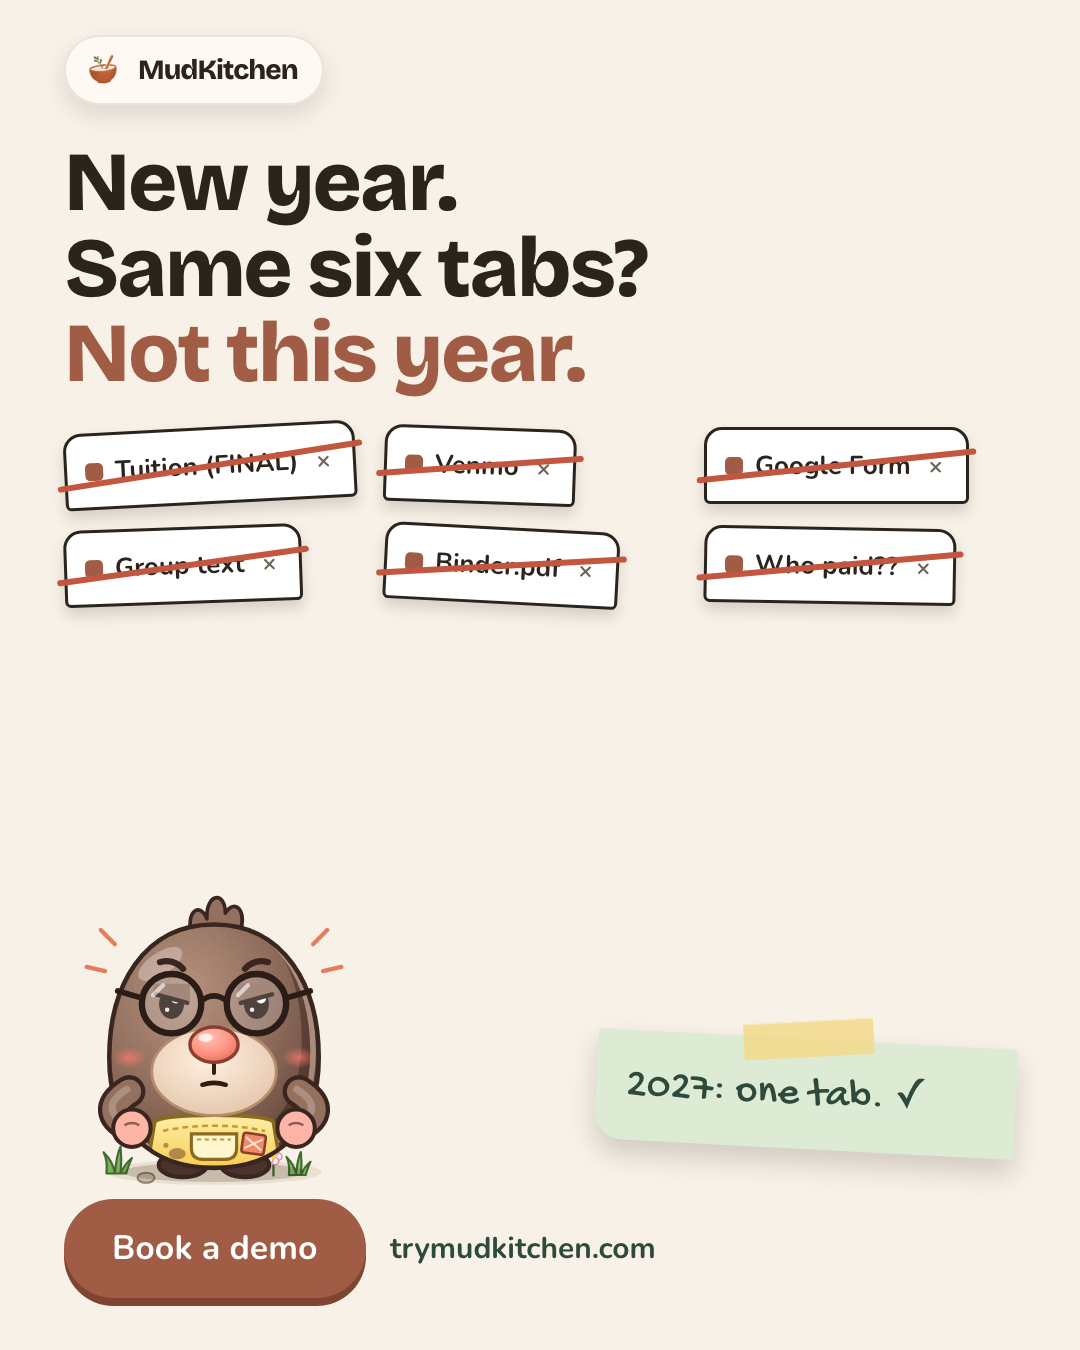 MudKitchen
New year.
Same six tabs?
Not this year.
Tuition (FINAL) ×
Venmo ×
Google Form ×
Group text ×
Binder.pdf ×
Who paid?? ×
2027: one tab. ✓
Book a demo
trymudkitchen.com